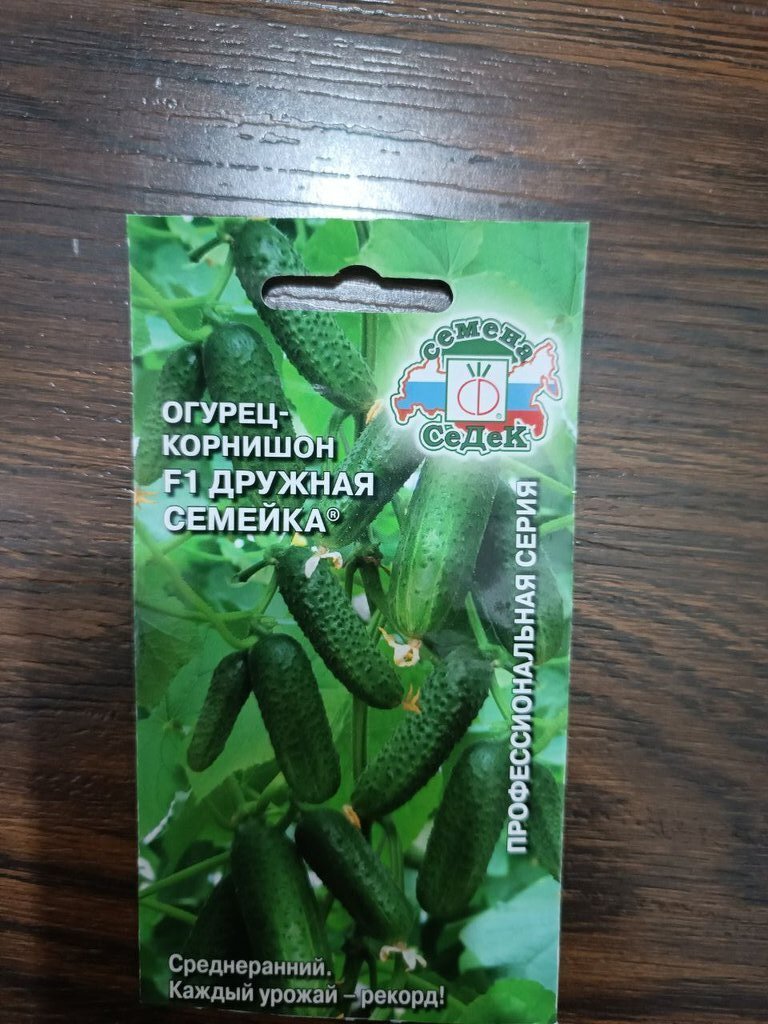 семена
СеДеК
ОГУРЕЦ-
КОРНИШОН
F1 ДРУЖНАЯ
СЕМЕЙКА®
ПРОФЕССИОНАЛЬНАЯ СЕРИЯ
Среднеранний.
Каждый урожай – рекорд!